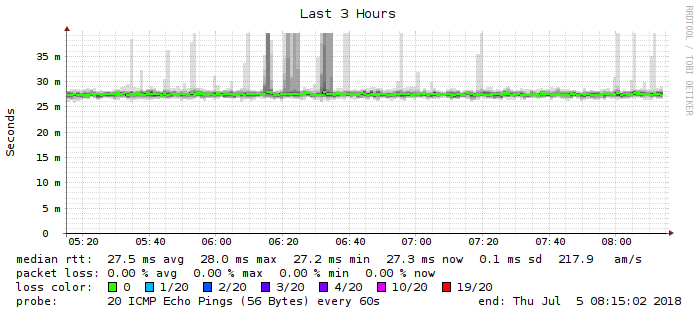 Last 3 Hours
RRDTOOL / TOBI OETIKER
Seconds
35 m
30 m
25 m
20 m
15 m
10 m
5 m
0
05:20 05:40 06:00 06:20 06:40 07:00 07:20 07:40 08:00
median rtt: 27.5 ms avg 28.0 ms max 27.2 ms min 27.3 ms now 0.1 ms sd 217.9 am/s
packet loss: 0.00 % avg 0.00 % max 0.00 % min 0.00 % now
loss color: 0 1/20 2/20 3/20 4/20 10/20 19/20
probe: 20 ICMP Echo Pings (56 Bytes) every 60s end: Thu Jul 5 08:15:02 2018